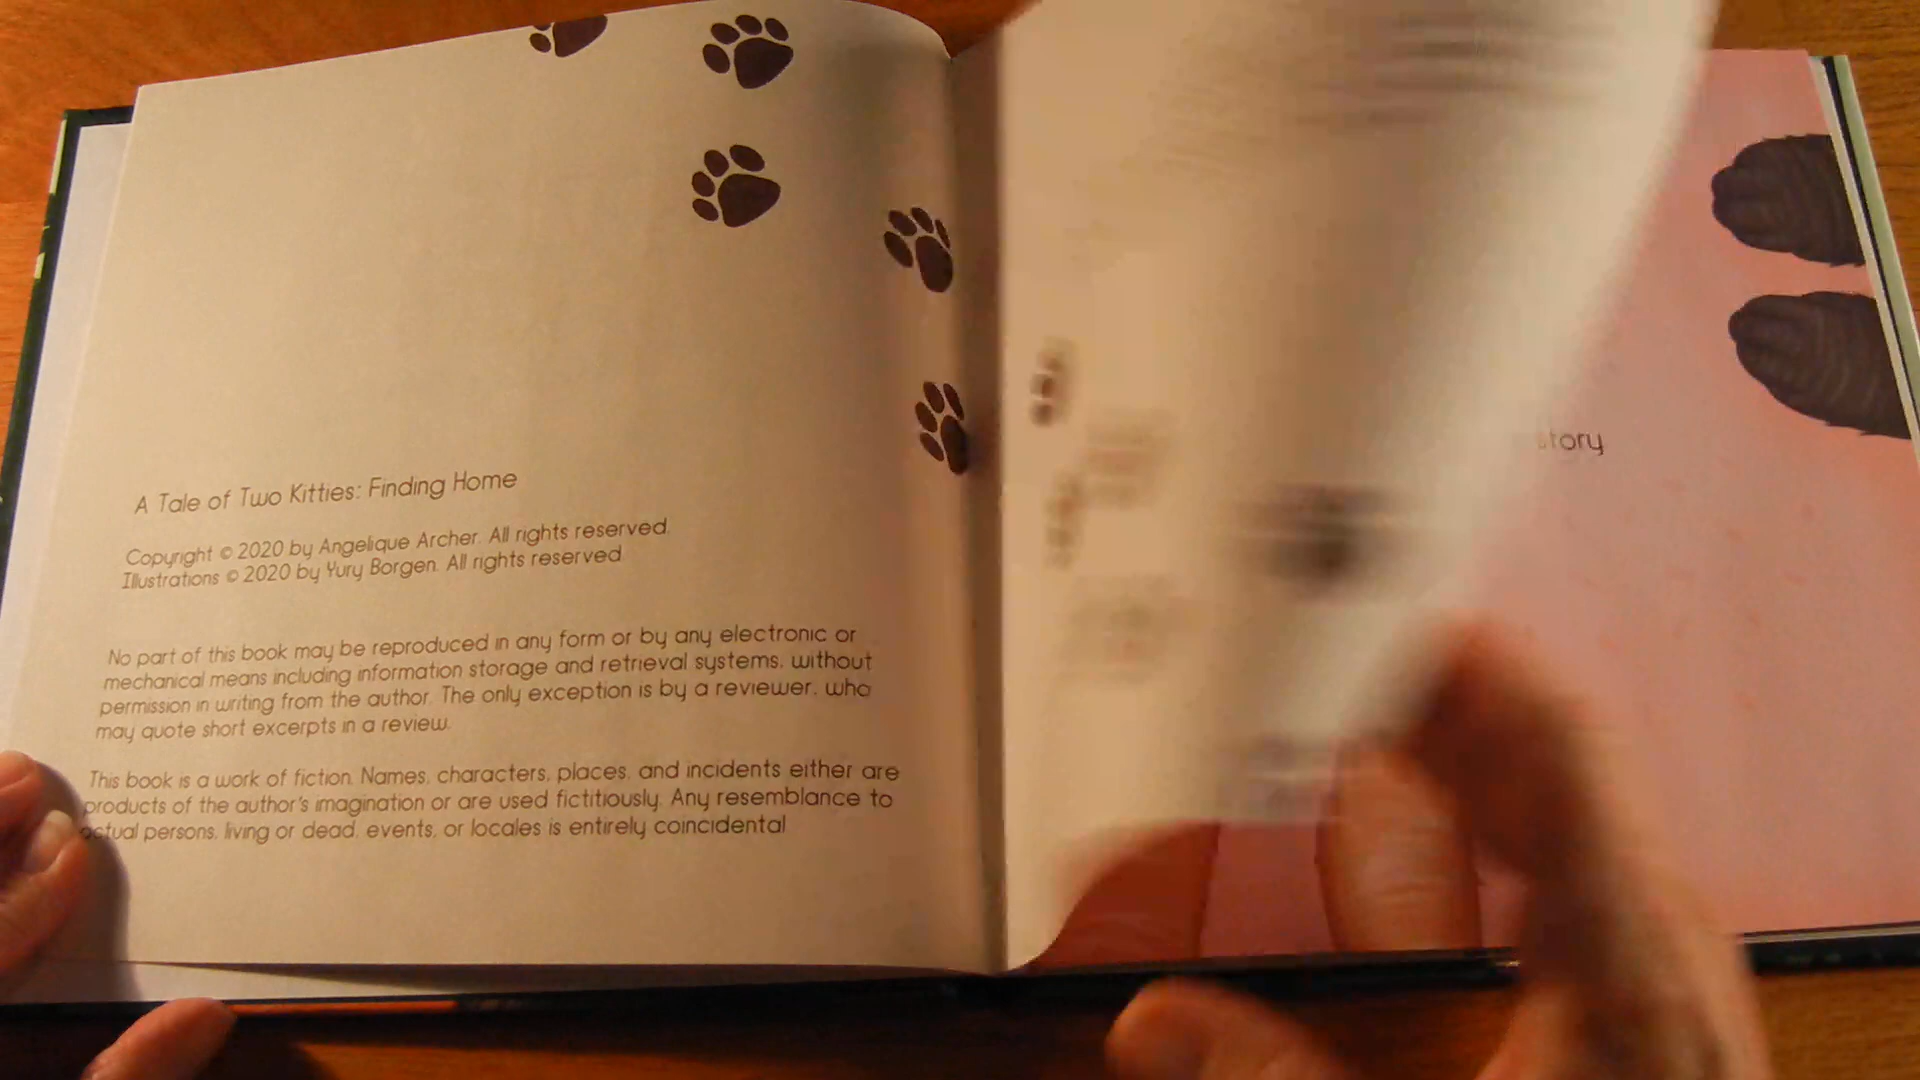 A Tale of Two Kitties: Finding Home
Copyright © 2020 by Angelique Archer. All rights reserved.
Illustrations © 2020 by Yury Borgen. All rights reserved.
No part of this book may be reproduced in any form or by any electronic or
mechanical means including information storage and retrieval systems, without
permission in writing from the author. The only exception is by a reviewer, who
may quote short excerpts in a review.
This book is a work of fiction. Names, characters, places, and incidents either are
products of the author's imagination or are used fictitiously. Any resemblance to
actual persons, living or dead, events, or locales is entirely coincidental
story